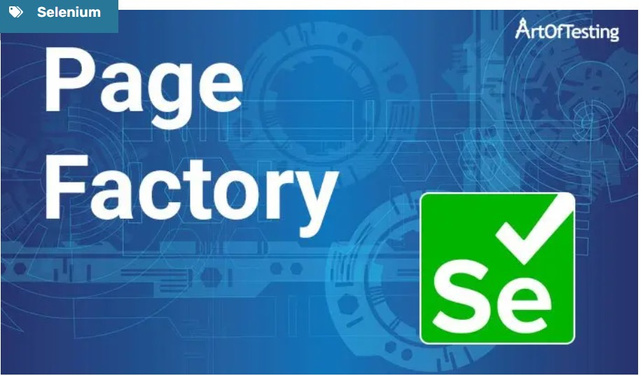 Selenium
ArtOfTesting
Page
Factory
Se